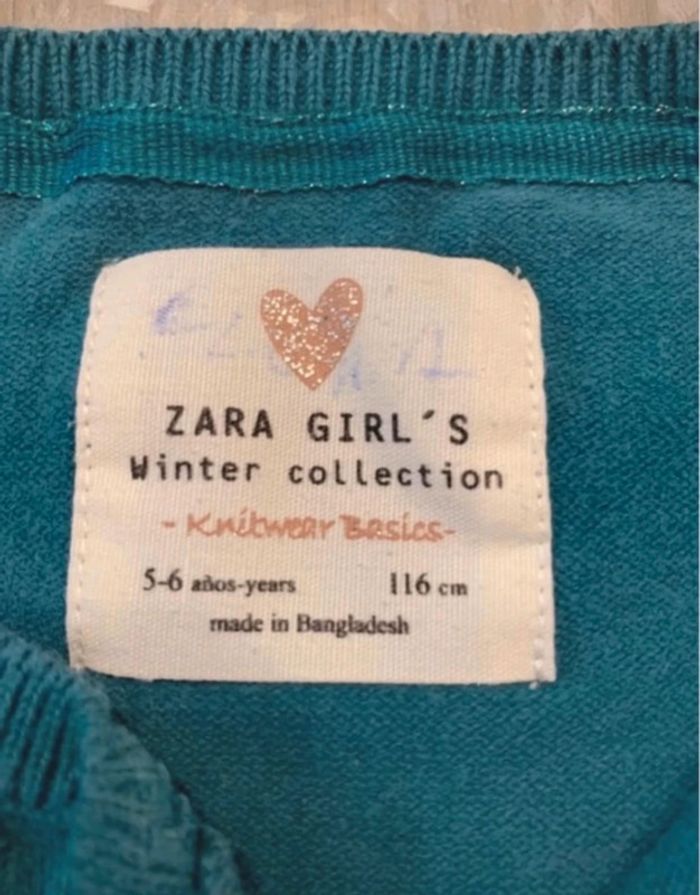 ZARA GIRL´S
Winter collection
- Knitwear Basics-
5-6 años-years 116 cm
made in Bangladesh